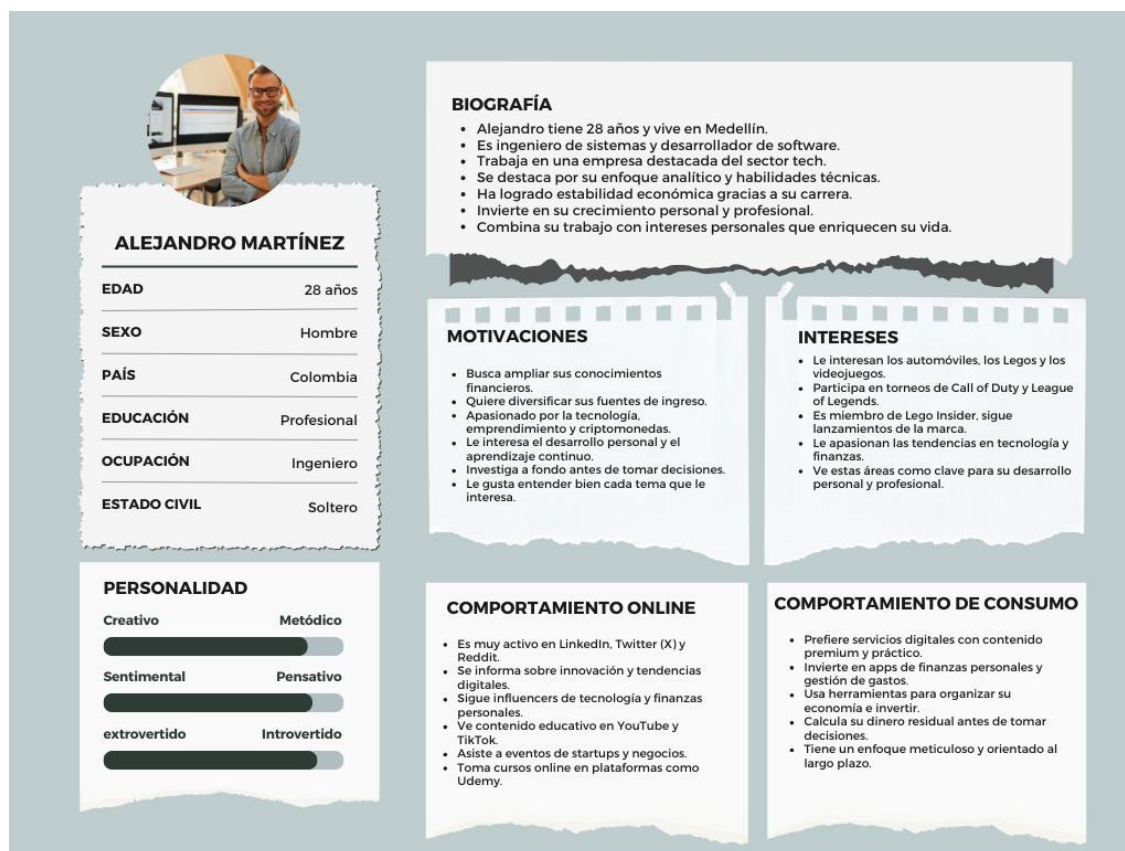 ALEJANDRO MARTÍNEZ
EDAD 28 años
SEXO Hombre
PAÍS Colombia
EDUCACIÓN Profesional
OCUPACIÓN Ingeniero
ESTADO CIVIL Soltero
PERSONALIDAD
Creativo Metódico
Sentimental Pensativo
extrovertido Introvertido
BIOGRAFÍA
• Alejandro tiene 28 años y vive en Medellín.
• Es ingeniero de sistemas y desarrollador de software.
• Trabaja en una empresa destacada del sector tech.
• Se destaca por su enfoque analítico y habilidades técnicas.
• Ha logrado estabilidad económica gracias a su carrera.
• Invierte en su crecimiento personal y profesional.
• Combina su trabajo con intereses personales que enriquecen su vida.
MOTIVACIONES
• Busca ampliar sus conocimientos
financieros.
• Quiere diversificar sus fuentes de ingreso.
• Apasionado por la tecnología,
emprendimiento y criptomonedas.
• Le interesa el desarrollo personal y el
aprendizaje continuo.
• Investiga a fondo antes de tomar decisiones.
• Le gusta entender bien cada tema que le
interesa.
INTERESES
• Le interesan los automóviles, los Legos y los
videojuegos.
• Participa en torneos de Call of Duty y League
of Legends.
• Es miembro de Lego Insider, sigue
lanzamientos de la marca.
• Le apasionan las tendencias en tecnología y
finanzas.
• Ve estas áreas como clave para su desarrollo
personal y profesional.
COMPORTAMIENTO ONLINE
• Es muy activo en LinkedIn, Twitter (X) y
Reddit.
• Se informa sobre innovación y tendencias
digitales.
• Sigue influencers de tecnología y finanzas
personales.
• Ve contenido educativo en YouTube y
TikTok.
• Asiste a eventos de startups y negocios.
• Toma cursos online en plataformas como
Udemy.
COMPORTAMIENTO DE CONSUMO
• Prefiere servicios digitales con contenido
premium y práctico.
• Invierte en apps de finanzas personales y
gestión de gastos.
• Usa herramientas para organizar su
economía e invertir.
• Calcula su dinero residual antes de tomar
decisiones.
• Tiene un enfoque meticuloso y orientado al
largo plazo.